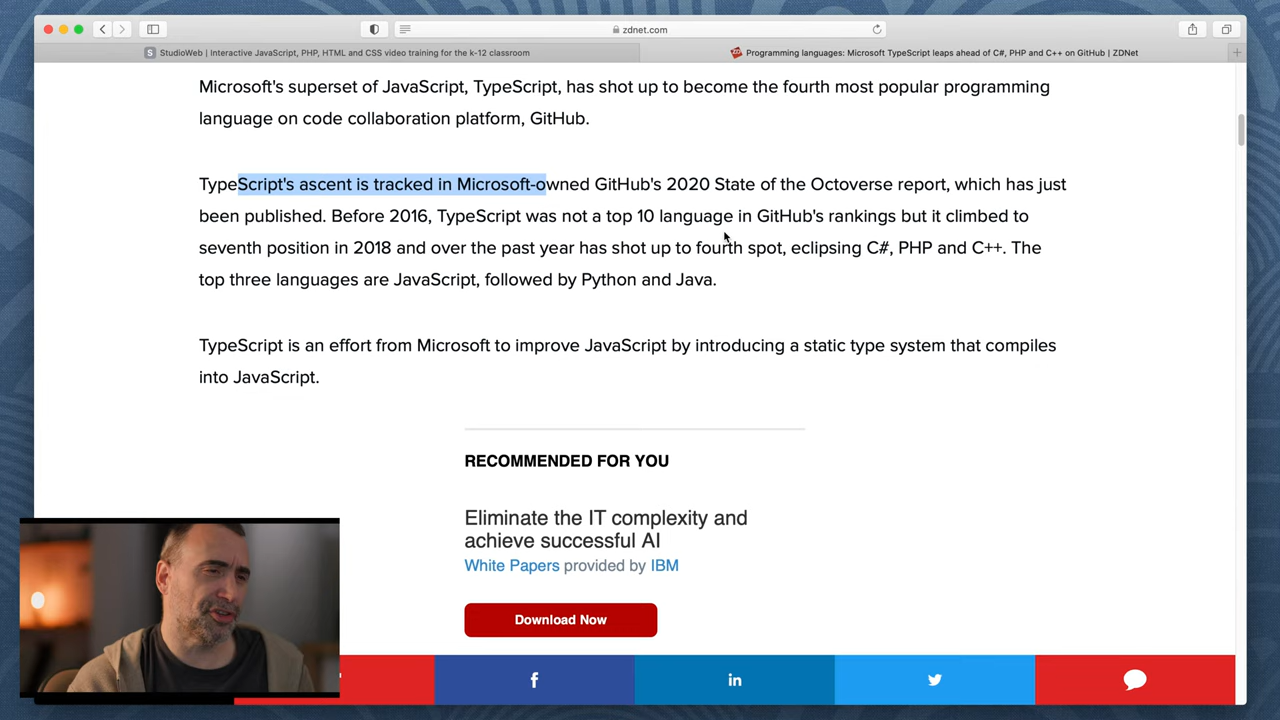 zdnet.com
StudioWeb | Interactive JavaScript, PHP, HTML and CSS video training for the k-12 classroom
Programming languages: Microsoft TypeScript leaps ahead of C#, PHP and C++ on GitHub | ZDNet
Microsoft's superset of JavaScript, TypeScript, has shot up to become the fourth most popular programming
language on code collaboration platform, GitHub.
TypeScript's ascent is tracked in Microsoft-owned GitHub's 2020 State of the Octoverse report, which has just
been published. Before 2016, TypeScript was not a top 10 language in GitHub's rankings but it climbed to
seventh position in 2018 and over the past year has shot up to fourth spot, eclipsing C#, PHP and C++. The
top three languages are JavaScript, followed by Python and Java.
TypeScript is an effort from Microsoft to improve JavaScript by introducing a static type system that compiles
into JavaScript.
RECOMMENDED FOR YOU
Eliminate the IT complexity and
achieve successful AI
White Papers provided by IBM
Download Now